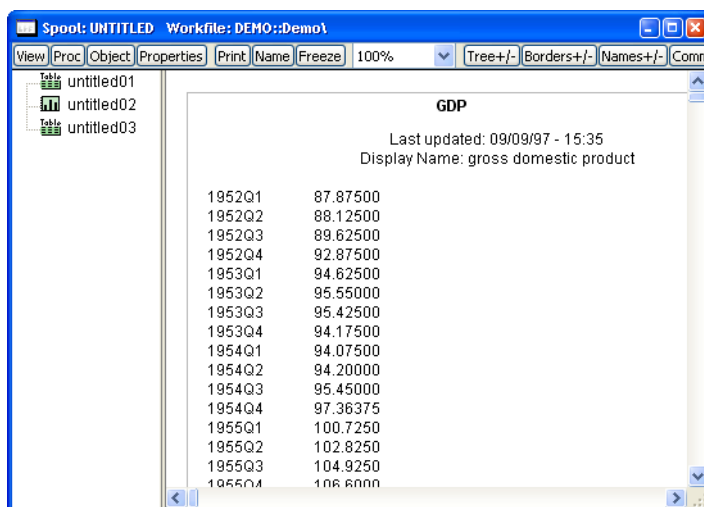 Spool: UNTITLED Workfile: DEMO::Demo\
View Proc Object Properties Print Name Freeze 100% Tree+/- Borders+/- Names+/- Comm
untitled01
untitled02
untitled03
GDP
Last updated: 09/09/97 - 15:35
Display Name: gross domestic product
1952Q1 87.87500
1952Q2 88.12500
1952Q3 89.62500
1952Q4 92.87500
1953Q1 94.62500
1953Q2 95.55000
1953Q3 95.42500
1953Q4 94.17500
1954Q1 94.07500
1954Q2 94.20000
1954Q3 95.45000
1954Q4 97.36375
1955Q1 100.7250
1955Q2 102.8250
1955Q3 104.9250
1955Q4 106.6000